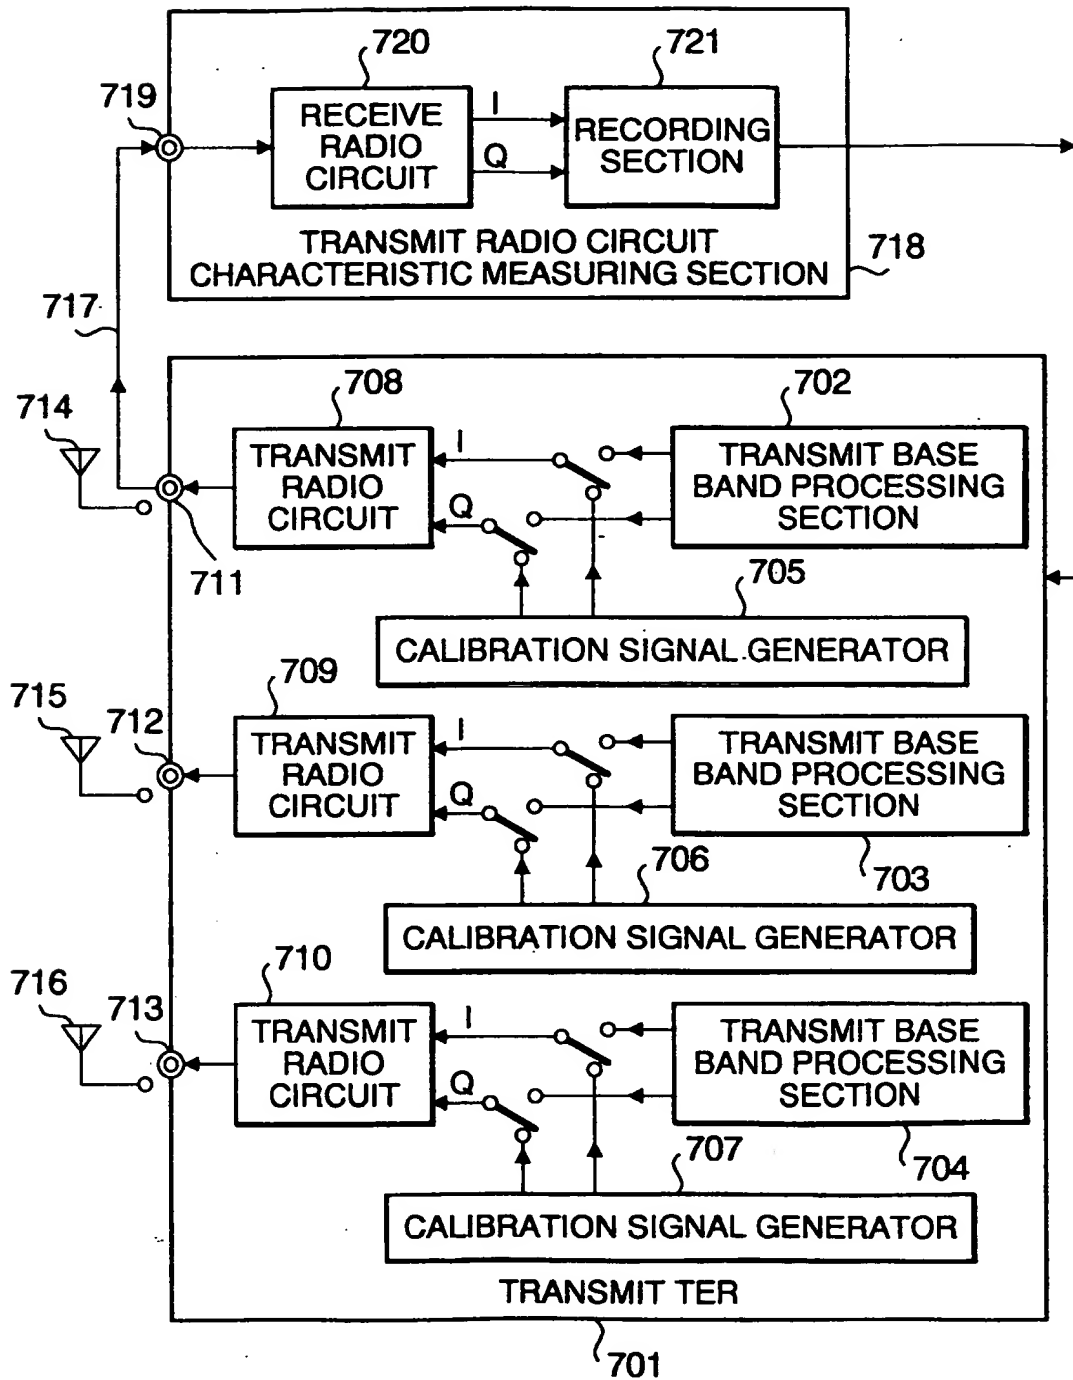 720
721
719
I
RECEIVE
RADIO
CIRCUIT
Q
RECORDING
SECTION
TRANSMIT RADIO CIRCUIT
CHARACTERISTIC MEASURING SECTION
718
717
714
708
702
TRANSMIT
RADIO
CIRCUIT
I
Q
TRANSMIT BASE
BAND PROCESSING
SECTION
711
705
CALIBRATION SIGNAL GENERATOR
715
712
709
TRANSMIT
RADIO
CIRCUIT
I
Q
TRANSMIT BASE
BAND PROCESSING
SECTION
706
703
CALIBRATION SIGNAL GENERATOR
716
713
710
TRANSMIT
RADIO
CIRCUIT
I
Q
TRANSMIT BASE
BAND PROCESSING
SECTION
707
704
CALIBRATION SIGNAL GENERATOR
TRANSMIT TER
701